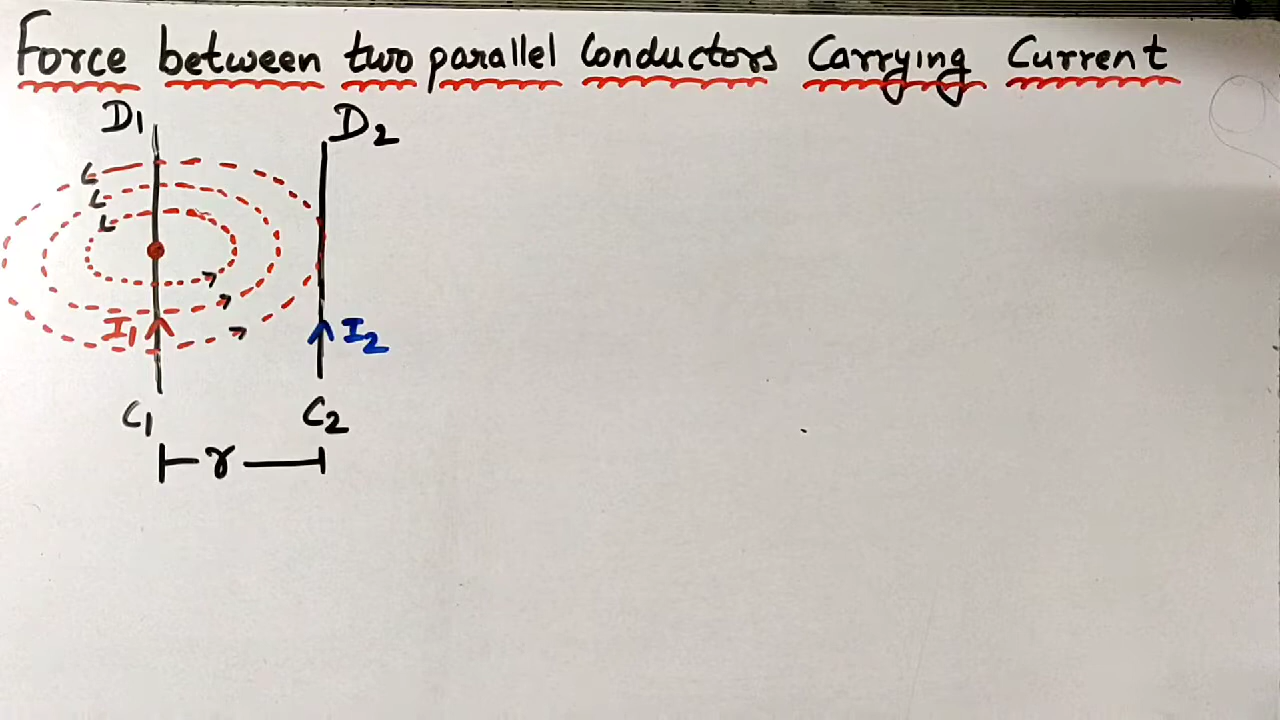 Force between two parallel Conductors Carrying Current
D1 D2
I1 I2
C1 C2
r